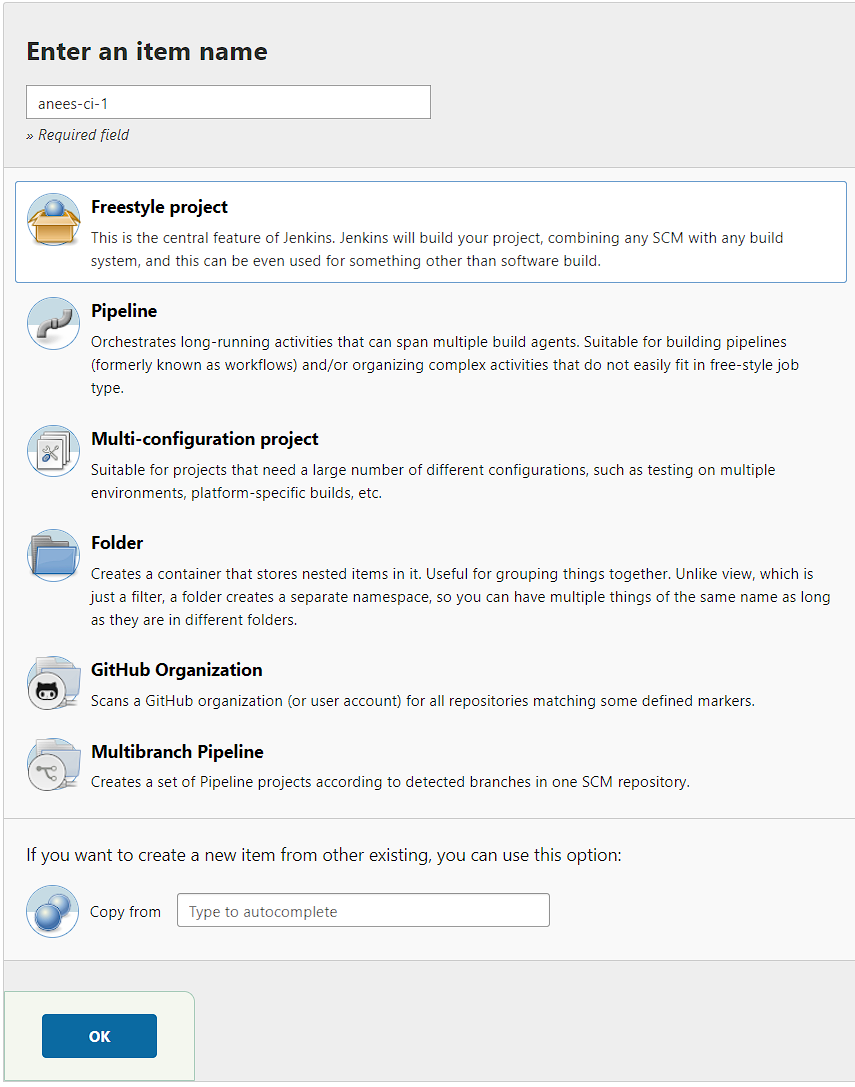 Enter an item name
anees-ci-1
» Required field
Freestyle project
This is the central feature of Jenkins. Jenkins will build your project, combining any SCM with any build
system, and this can be even used for something other than software build.
Pipeline
Orchestrates long-running activities that can span multiple build agents. Suitable for building pipelines
(formerly known as workflows) and/or organizing complex activities that do not easily fit in free-style job
type.
Multi-configuration project
Suitable for projects that need a large number of different configurations, such as testing on multiple
environments, platform-specific builds, etc.
Folder
Creates a container that stores nested items in it. Useful for grouping things together. Unlike view, which is
just a filter, a folder creates a separate namespace, so you can have multiple things of the same name as long
as they are in different folders.
GitHub Organization
Scans a GitHub organization (or user account) for all repositories matching some defined markers.
Multibranch Pipeline
Creates a set of Pipeline projects according to detected branches in one SCM repository.
If you want to create a new item from other existing, you can use this option:
Copy from
Type to autocomplete
OK